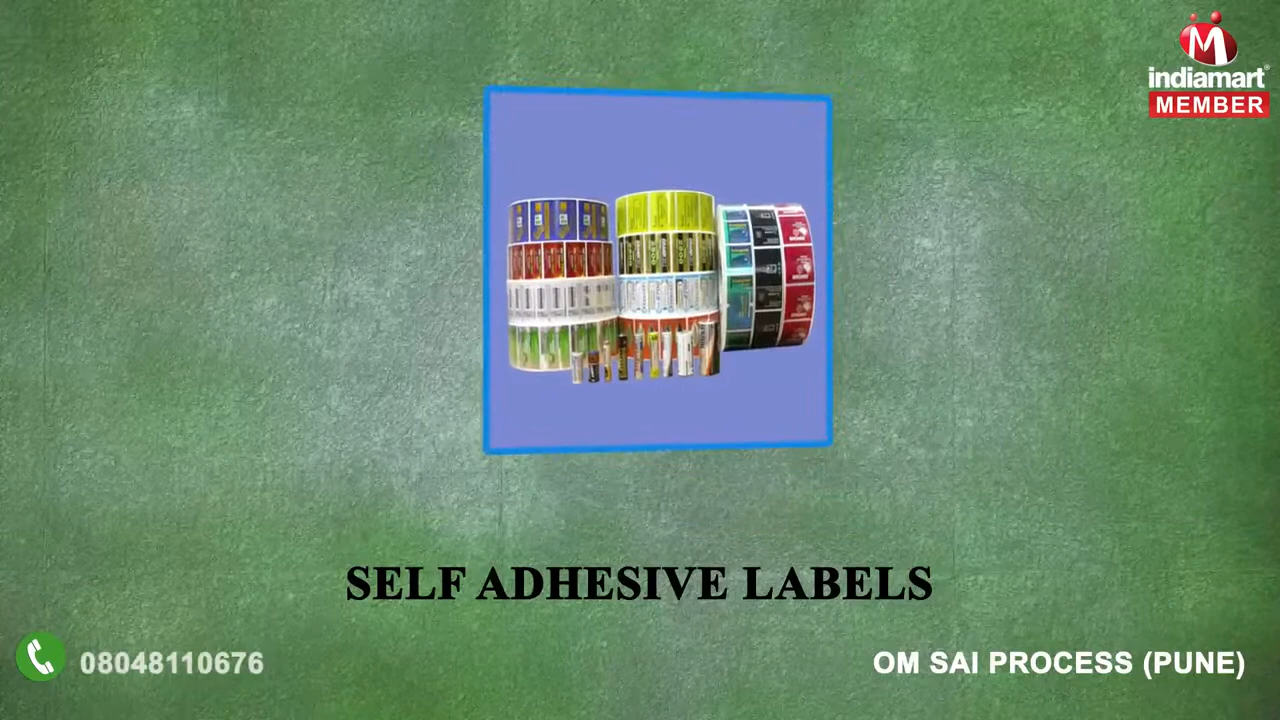 indiamart
MEMBER
SELF ADHESIVE LABELS
08048110676
OM SAI PROCESS (PUNE)